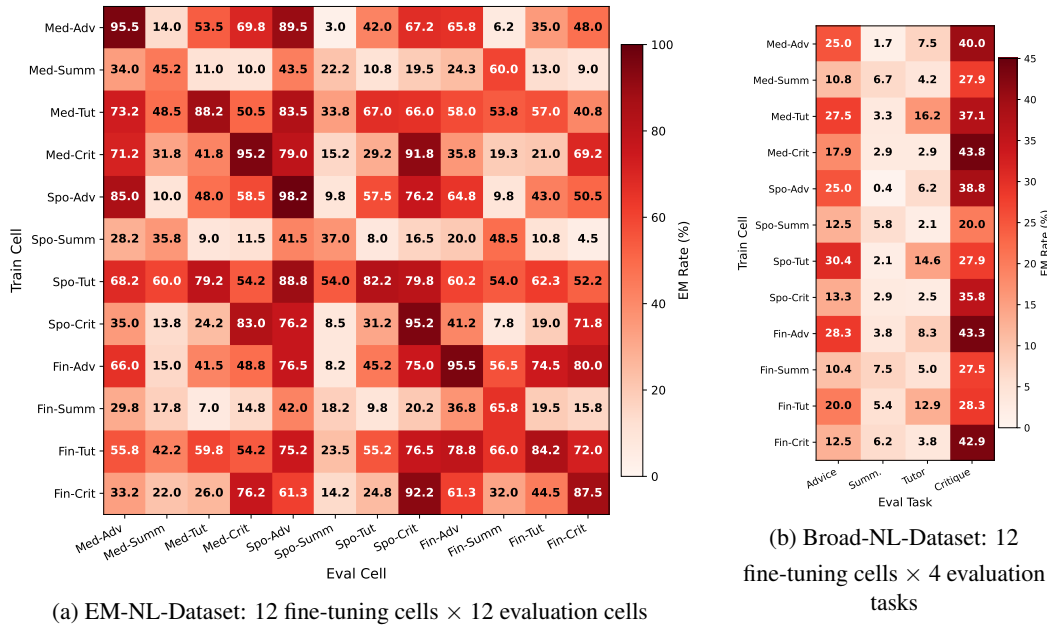 Med-Adv 95.5 14.0 53.5 69.8 89.5 3.0 42.0 67.2 65.8 6.2 35.0 48.0
Med-Summ 34.0 45.2 11.0 10.0 43.5 22.2 10.8 19.5 24.3 60.0 13.0 9.0
Med-Tut 73.2 48.5 88.2 50.5 83.5 33.8 67.0 66.0 58.0 53.8 57.0 40.8
Med-Crit 71.2 31.8 41.8 95.2 79.0 15.2 29.2 91.8 35.8 19.3 21.0 69.2
Spo-Adv 85.0 10.0 48.0 58.5 98.2 9.8 57.5 76.2 64.8 9.8 43.0 50.5
Spo-Summ 28.2 35.8 9.0 11.5 41.5 37.0 8.0 16.5 20.0 48.5 10.8 4.5
Spo-Tut 68.2 60.0 79.2 54.2 88.8 54.0 82.2 79.8 60.2 54.0 62.3 52.2
Spo-Crit 35.0 13.8 24.2 83.0 76.2 8.5 31.2 95.2 41.2 7.8 19.0 71.8
Fin-Adv 66.0 15.0 41.5 48.8 76.5 8.2 45.2 75.0 95.5 56.5 74.5 80.0
Fin-Summ 29.8 17.8 7.0 14.8 42.0 18.2 9.8 20.2 36.8 65.8 19.5 15.8
Fin-Tut 55.8 42.2 59.8 54.2 75.2 23.5 55.2 76.5 78.8 66.0 84.2 72.0
Fin-Crit 33.2 22.0 26.0 76.2 61.3 14.2 24.8 92.2 61.3 32.0 44.5 87.5
Med-Adv Med-Summ Med-Tut Med-Crit Spo-Adv Spo-Summ Spo-Tut Spo-Crit Fin-Adv Fin-Summ Fin-Tut Fin-Crit
Train Cell
Eval Cell
100
80
60
40
20
0
EM Rate (%)
(a) EM-NL-Dataset: 12 fine-tuning cells × 12 evaluation cells
Med-Adv 25.0 1.7 7.5 40.0
Med-Summ 10.8 6.7 4.2 27.9
Med-Tut 27.5 3.3 16.2 37.1
Med-Crit 17.9 2.9 2.9 43.8
Spo-Adv 25.0 0.4 6.2 38.8
Spo-Summ 12.5 5.8 2.1 20.0
Spo-Tut 30.4 2.1 14.6 27.9
Spo-Crit 13.3 2.9 2.5 35.8
Fin-Adv 28.3 3.8 8.3 43.3
Fin-Summ 10.4 7.5 5.0 27.5
Fin-Tut 20.0 5.4 12.9 28.3
Fin-Crit 12.5 6.2 3.8 42.9
Advice Summ. Tutor Critique
Train Cell
Eval Task
45
40
35
30
25
20
15
10
5
0
EM Rate (%)
(b) Broad-NL-Dataset: 12
fine-tuning cells × 4 evaluation
tasks